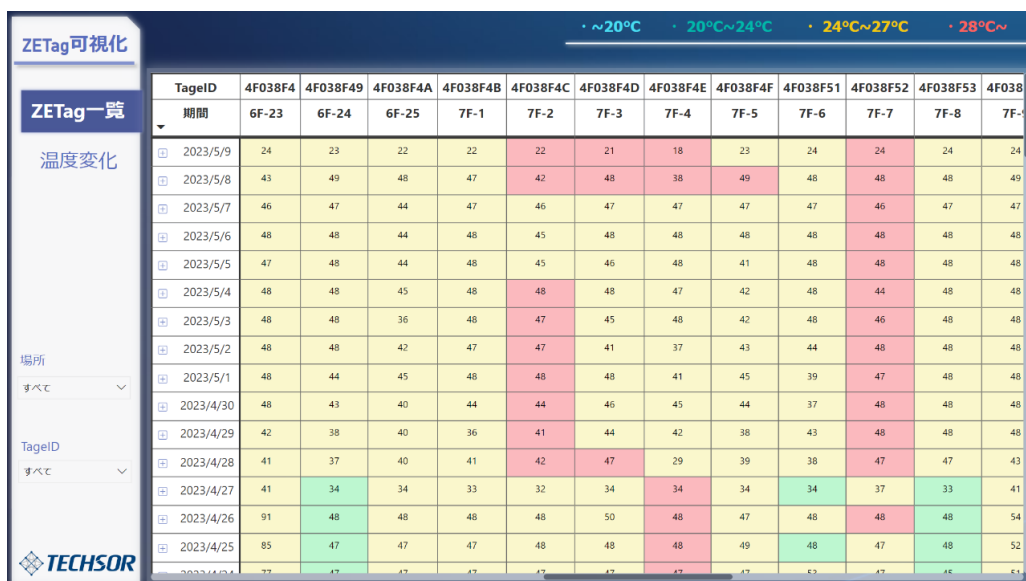 ZETag可視化
・~20℃ ・20℃~24℃ ・24℃~27℃ ・28℃~
ZETag一覧
温度変化
場所
すべて
TageID
すべて
TECHSOR
TageID 4F038F4 4F038F49 4F038F4A 4F038F4B 4F038F4C 4F038F4D 4F038F4E 4F038F4F 4F038F51 4F038F52 4F038F53 4F038
期間 6F-23 6F-24 6F-25 7F-1 7F-2 7F-3 7F-4 7F-5 7F-6 7F-7 7F-8
2023/5/9 24 23 22 22 22 21 18 23 24 24 24 24
2023/5/8 43 49 48 47 42 48 38 49 48 48 48 49
2023/5/7 46 47 44 47 46 47 47 47 47 46 47 47
2023/5/6 48 48 44 48 45 48 48 48 48 48 48 48
2023/5/5 47 48 44 48 45 46 48 41 48 48 48 48
2023/5/4 48 48 45 48 48 48 47 42 48 44 48 48
2023/5/3 48 48 36 48 47 45 48 42 48 46 48 48
2023/5/2 48 48 42 47 47 41 37 43 44 48 48 48
2023/5/1 48 44 45 48 48 48 41 45 39 47 48 48
2023/4/30 48 43 40 44 44 46 45 44 37 48 48 48
2023/4/29 42 38 40 36 41 44 42 38 43 48 48 48
2023/4/28 41 37 40 41 42 47 29 39 38 47 47 43
2023/4/27 41 34 34 33 32 34 34 34 34 37 33 41
2023/4/26 91 48 48 48 48 50 48 47 48 48 48 54
2023/4/25 85 47 47 47 48 48 48 49 48 47 48 52